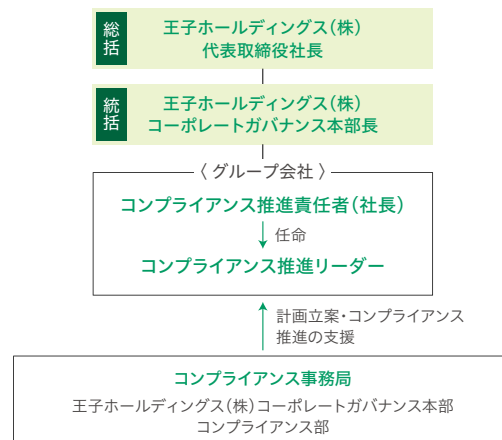 総括
王子ホールディングス(株)
代表取締役社長
統括
王子ホールディングス(株)
コーポレートガバナンス本部長
〈 グループ会社 〉
コンプライアンス推進責任者(社長)
任命
コンプライアンス推進リーダー
計画立案・コンプライアンス
推進の支援
コンプライアンス事務局
王子ホールディングス(株)コーポレートガバナンス本部
コンプライアンス部